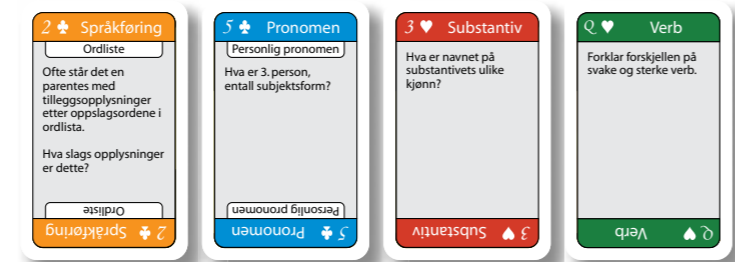 2 ♣ Språkføring
Ordliste
Ofte står det en
parentes med
tilleggsopplysninger
etter oppslagsordene i
ordlista.
Hva slags opplysninger
er dette?
Ordliste
2 ♣ Språkføring
5 ♣ Pronomen
Personlig pronomen
Hva er 3. person,
entall subjektsform?
Personlig pronomen
5 ♣ Pronomen
3 ♥ Substantiv
Hva er navnet på
substantivets ulike
kjønn?
3 ♥ Substantiv
Q ♥ Verb
Forklar forskjellen på
svake og sterke verb.
Q ♥ Verb